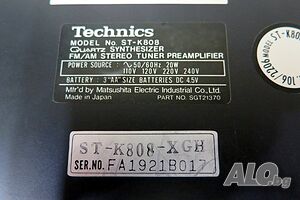 Technics
MODEL No. ST-K808
QUARTZ SYNTHESIZER
FM/AM STEREO TUNER PREAMPLIFIER
POWER SOURCE : ∿50/60Hz 20W
110V 120V 220V 240V
BATTERY : 3"AA" SIZE BATTERIES DC 4.5V
Mfr'd by Matsushita Electric Industrial Co., Ltd.
Made in Japan PART No. SGT21370
ST-K808-XGH
SER.NO. FA1921B017
ALO.bg